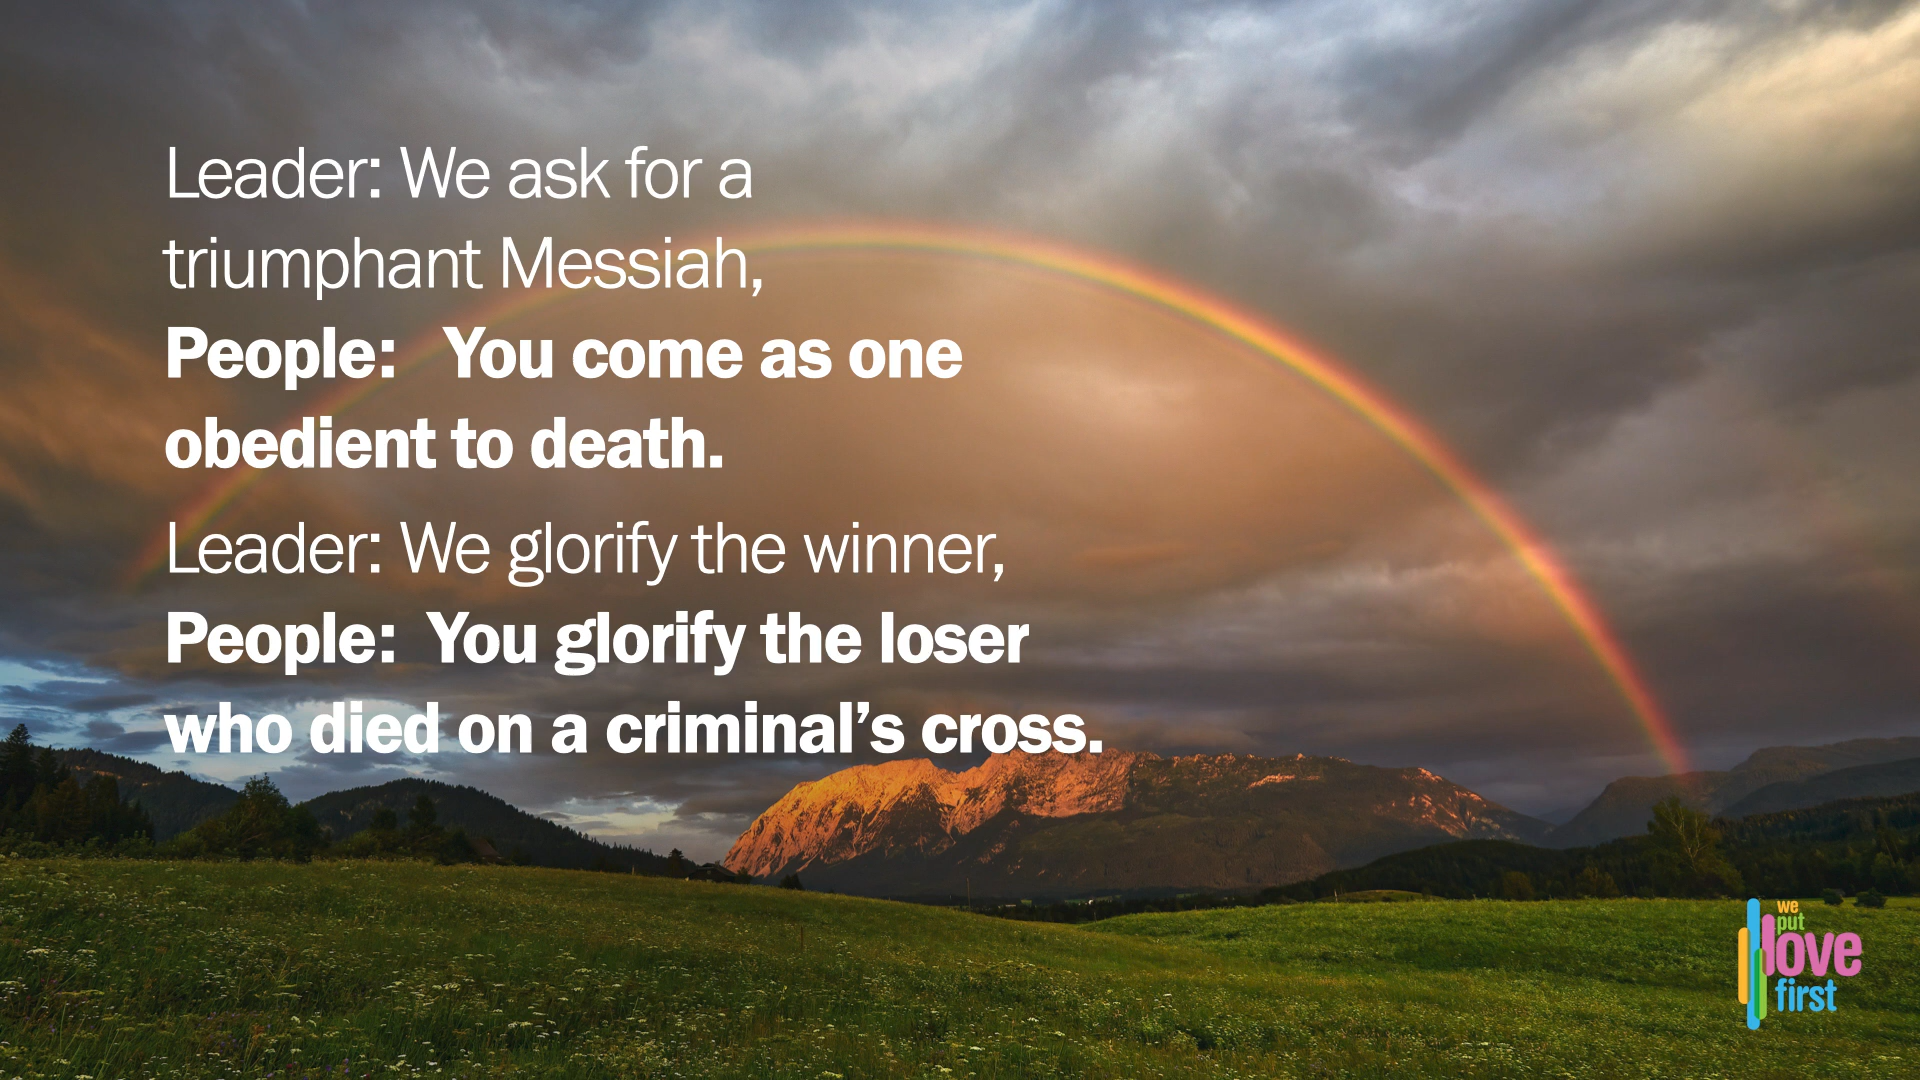 Leader: We ask for a
triumphant Messiah,
People:   You come as one
obedient to death.
Leader: We glorify the winner,
People:  You glorify the loser
who died on a criminal’s cross.
we
put
love
first